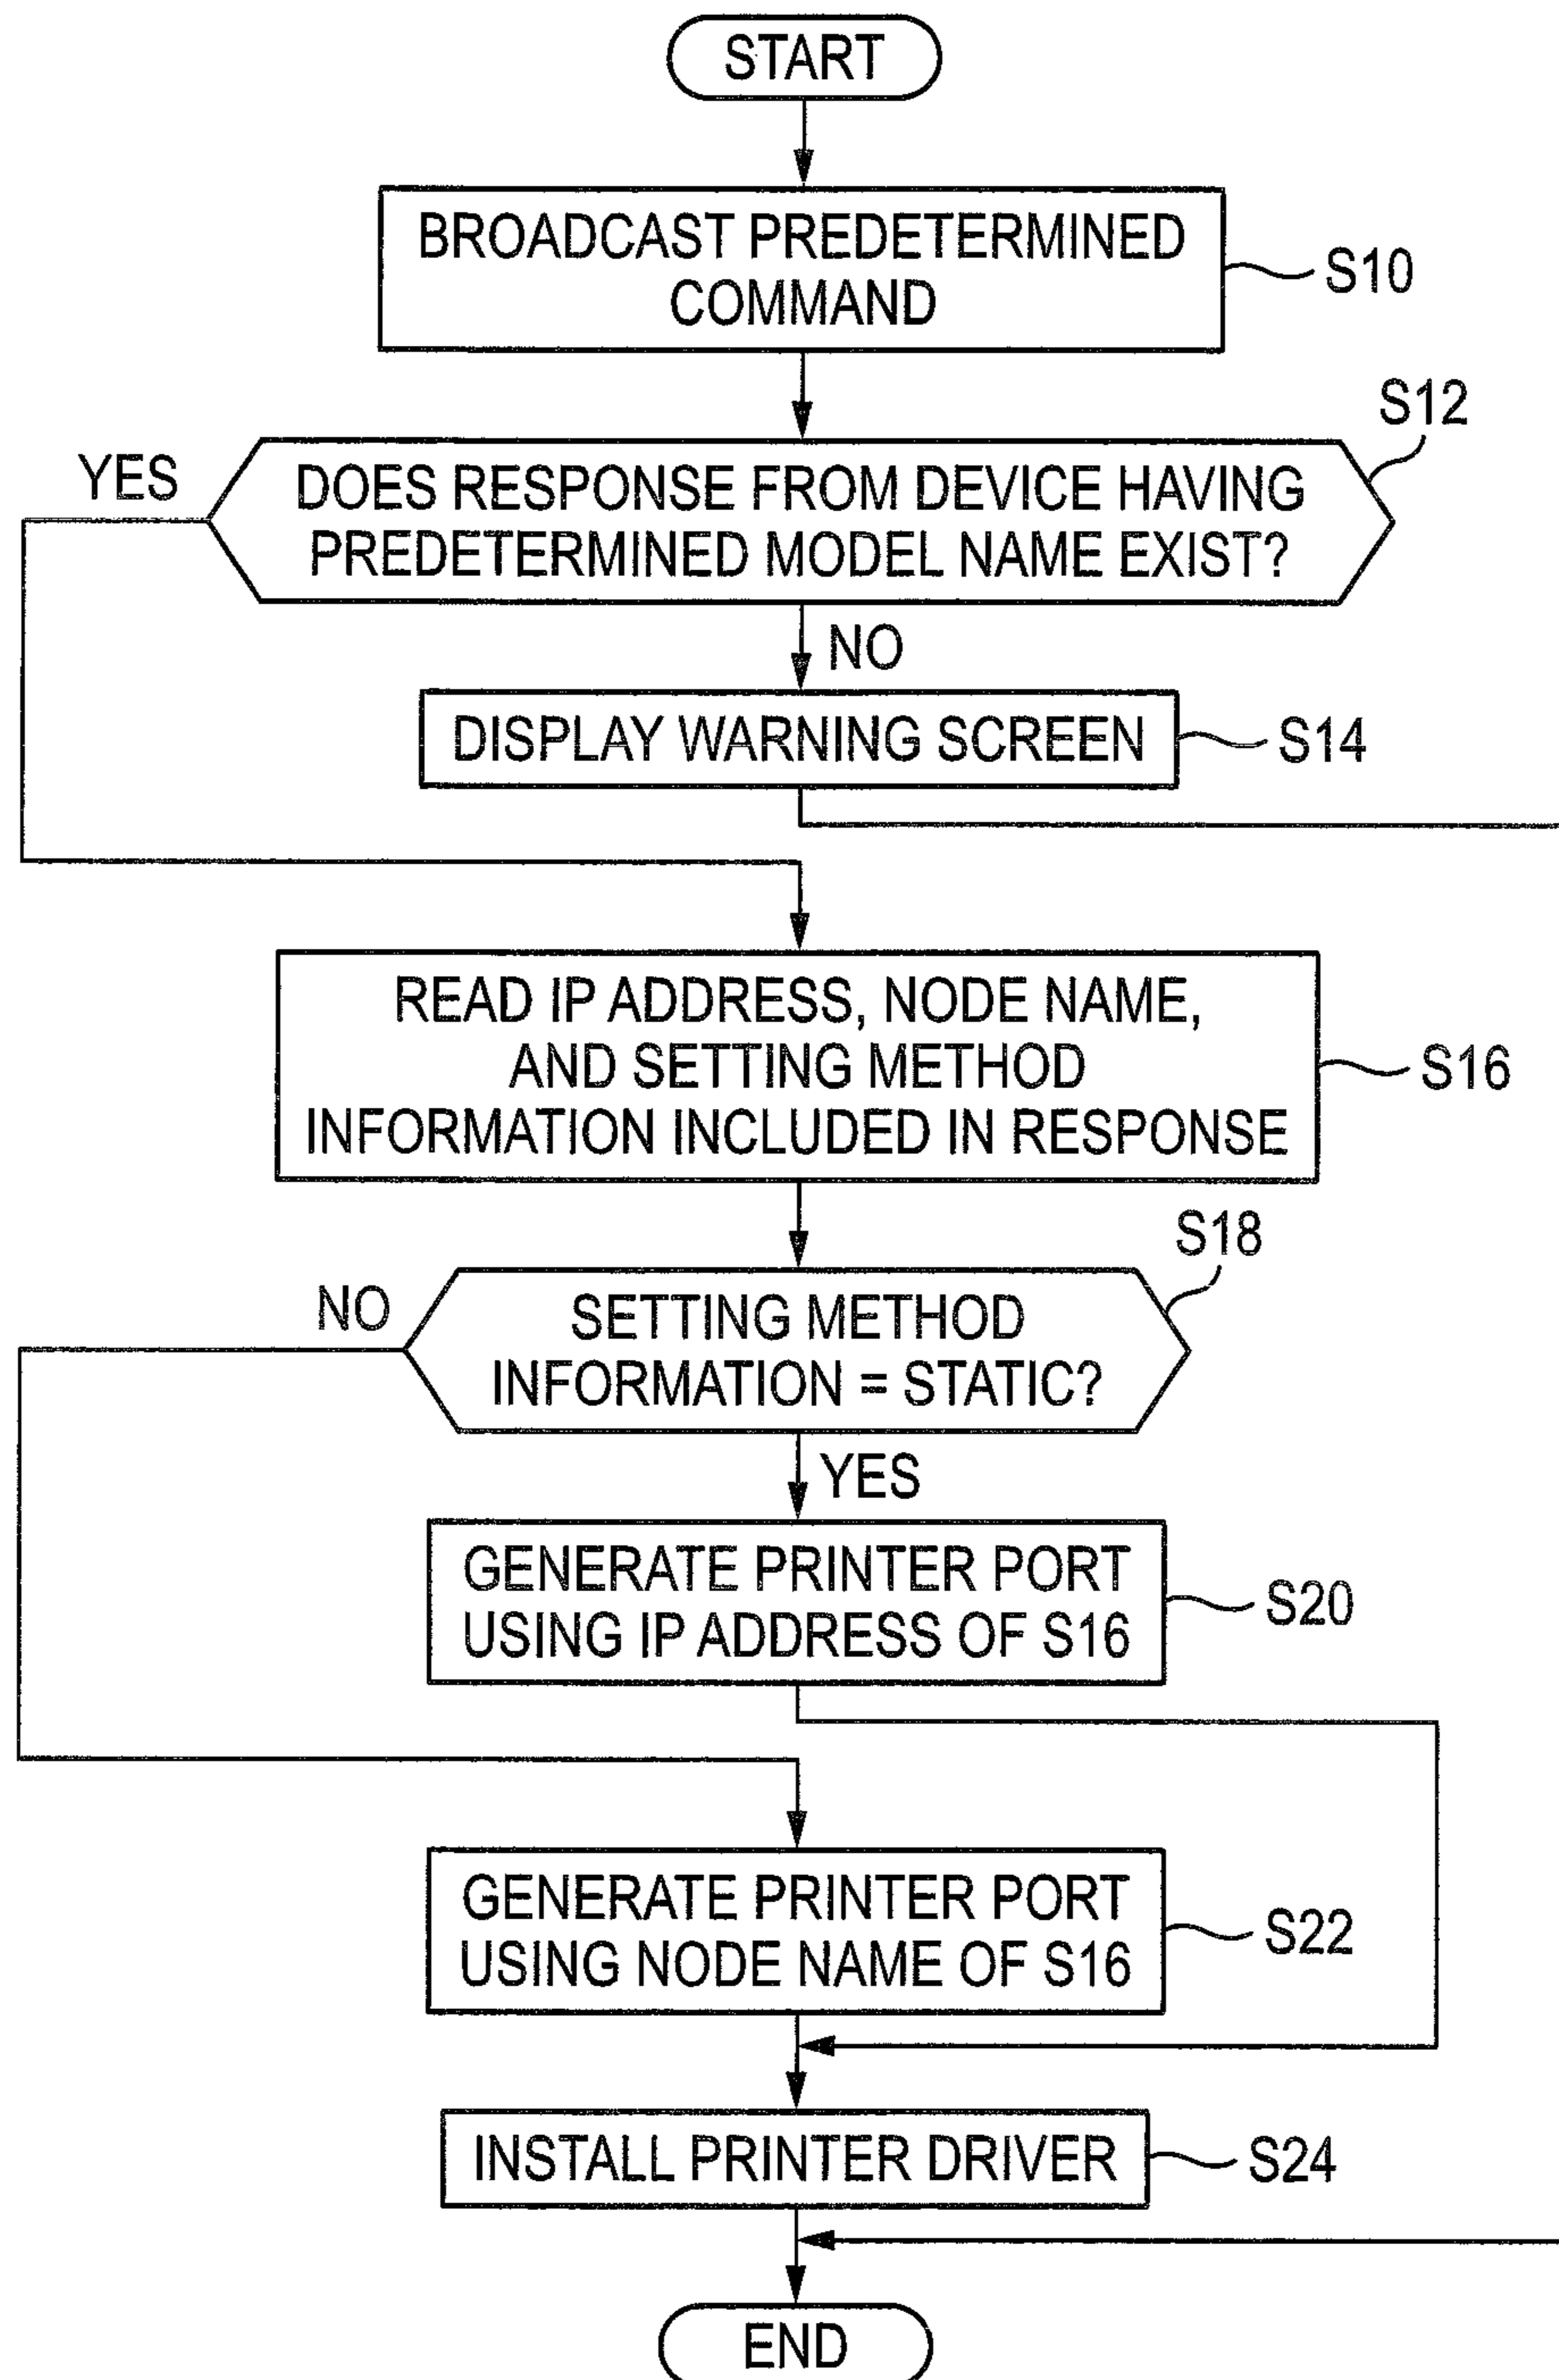 START
BROADCAST PREDETERMINED
COMMAND
S10
S12
YES
DOES RESPONSE FROM DEVICE HAVING
PREDETERMINED MODEL NAME EXIST?
NO
DISPLAY WARNING SCREEN
S14
READ IP ADDRESS, NODE NAME,
AND SETTING METHOD
INFORMATION INCLUDED IN RESPONSE
S16
S18
NO
SETTING METHOD
INFORMATION = STATIC?
YES
GENERATE PRINTER PORT
USING IP ADDRESS OF S16
S20
GENERATE PRINTER PORT
USING NODE NAME OF S16
S22
INSTALL PRINTER DRIVER
S24
END